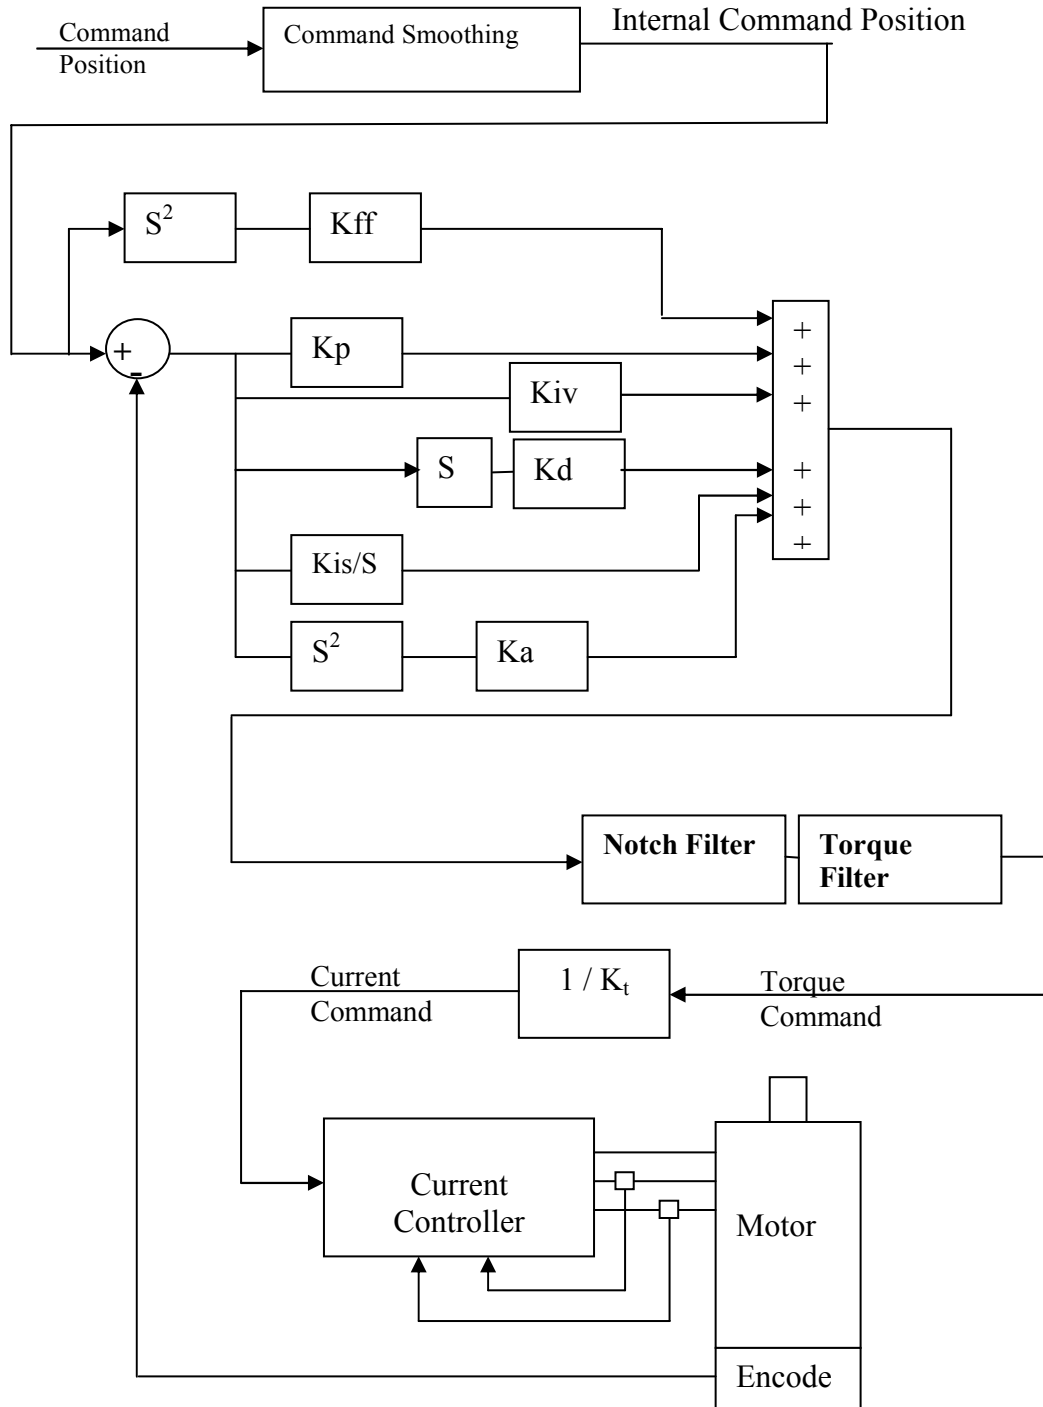 Command
Position
Command Smoothing
Internal Command Position
S²
Kff
+
-
Kp
Kiv
S
Kd
Kis/S
S²
Ka
+
+
+
+
+
+
Notch Filter
Torque
Filter
Current
Command
1 / Kₜ
Torque
Command
Current
Controller
Motor
Encode